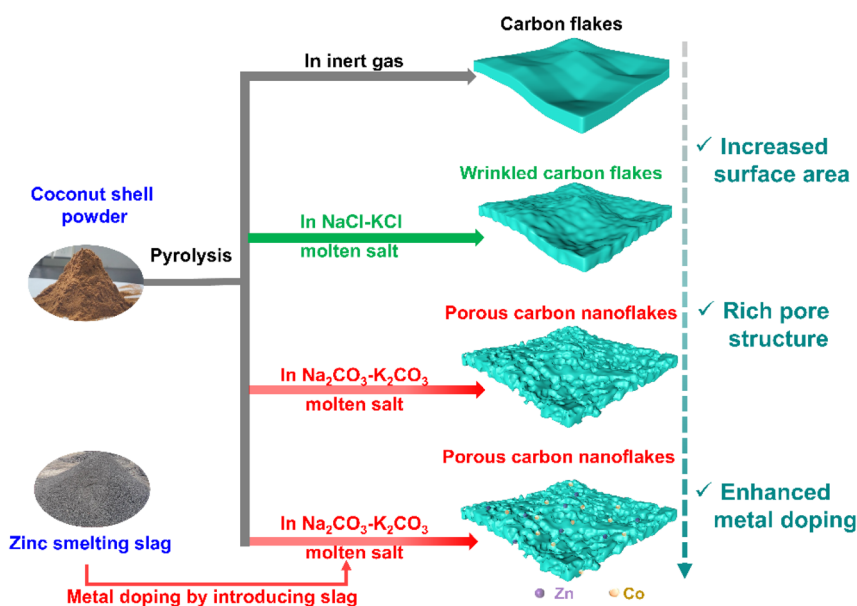 Carbon flakes
In inert gas
✓ Increased
surface area
Wrinkled carbon flakes
Coconut shell
powder
In NaCl-KCl
molten salt
Pyrolysis
Porous carbon nanoflakes
✓ Rich pore
structure
In Na₂CO₃-K₂CO₃
molten salt
Porous carbon nanoflakes
✓ Enhanced
metal doping
In Na₂CO₃-K₂CO₃
molten salt
Zinc smelting slag
Metal doping by introducing slag
Zn Co